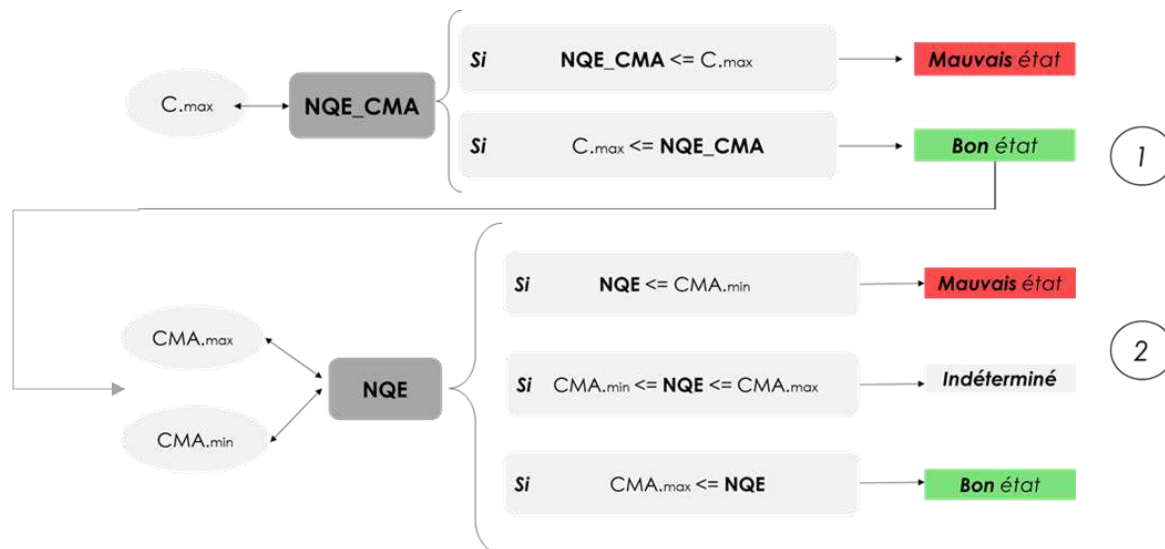 Si NQE_CMA <= C.max Mauvais état
C.max NQE_CMA
Si C.max <= NQE_CMA Bon état
1
Si NQE <= CMA.min Mauvais état
CMA.max
2
NQE Si CMA.min <= NQE <= CMA.max Indéterminé
CMA.min
Si CMA.max <= NQE Bon état